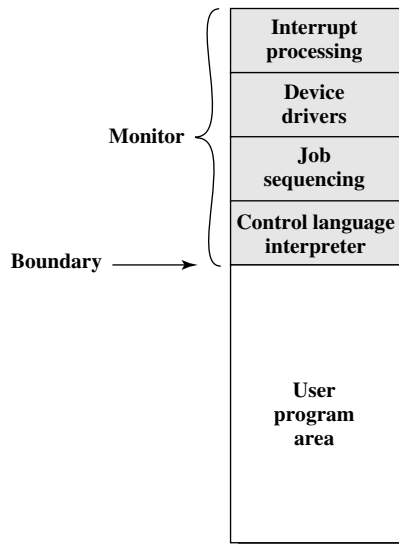 Interrupt
processing
Device
drivers
Monitor
Job
sequencing
Control language
interpreter
Boundary
User
program
area